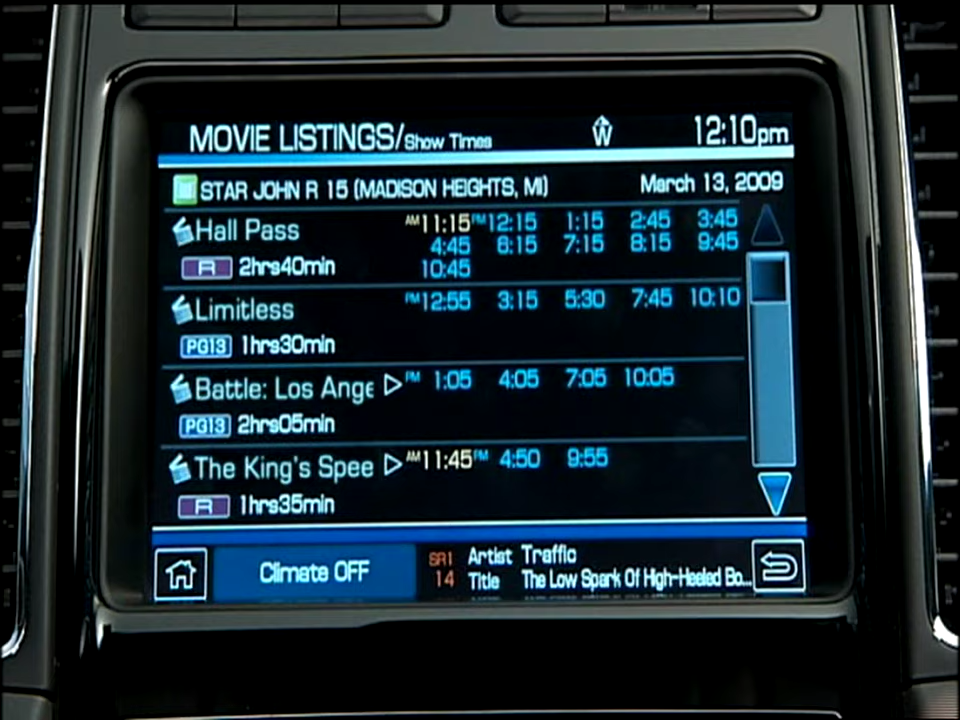 MOVIE LISTINGS/Show Times W 12:10pm
STAR JOHN R 15 (MADISON HEIGHTS, MI) March 13, 2009
Hall Pass AM 11:15 PM 12:15 1:15 2:45 3:45
4:45 6:15 7:15 8:15 9:45
R 2hrs40min 10:45
Limitless PM 12:55 3:15 5:30 7:45 10:10
PG13 1hrs30min
Battle: Los Ange PM 1:05 4:05 7:05 10:05
PG13 2hrs05min
The King's Spee AM 11:45 PM 4:50 9:55
R 1hrs35min
Climate OFF
SR1 Artist Traffic
14 Title The Low Spark Of High-Heeled Bo...